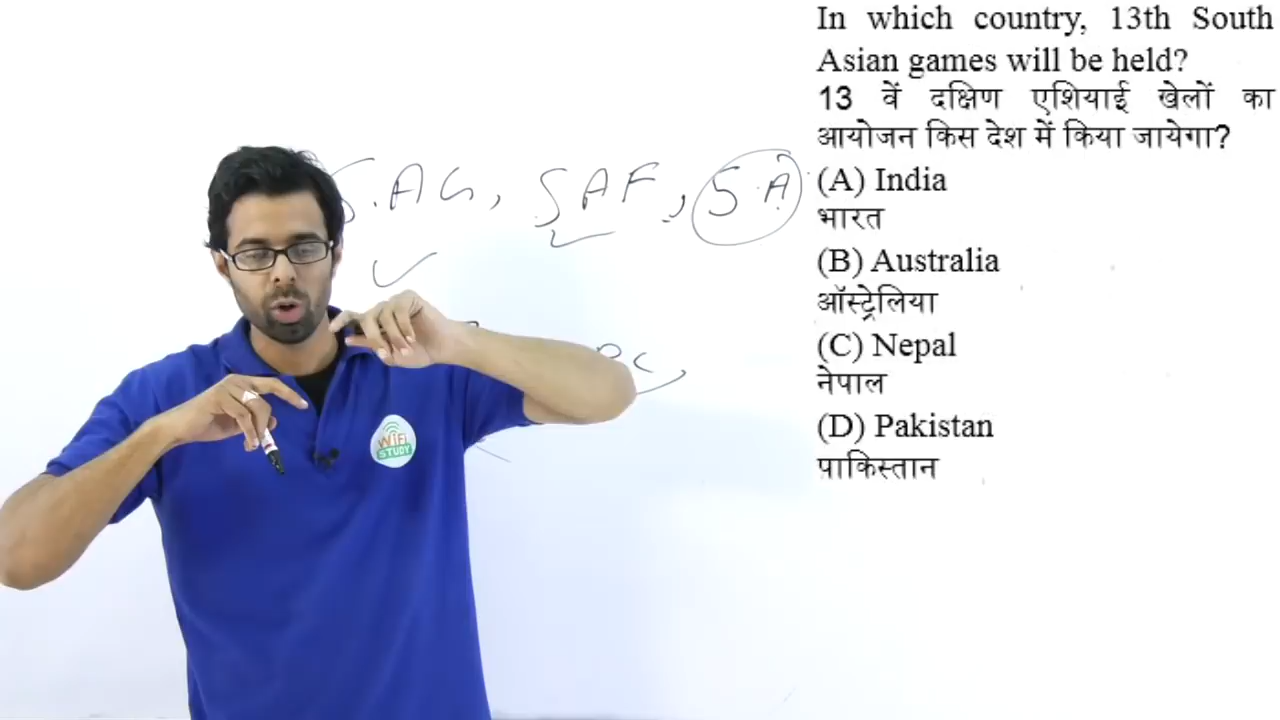 In which country, 13th South
Asian games will be held?
13 वें दक्षिण एशियाई खेलों का
आयोजन किस देश में किया जायेगा?
(A) India
भारत
(B) Australia
ऑस्ट्रेलिया
(C) Nepal
नेपाल
(D) Pakistan
पाकिस्तान
S.AG, SAF, S.A
WiFi
STUDY